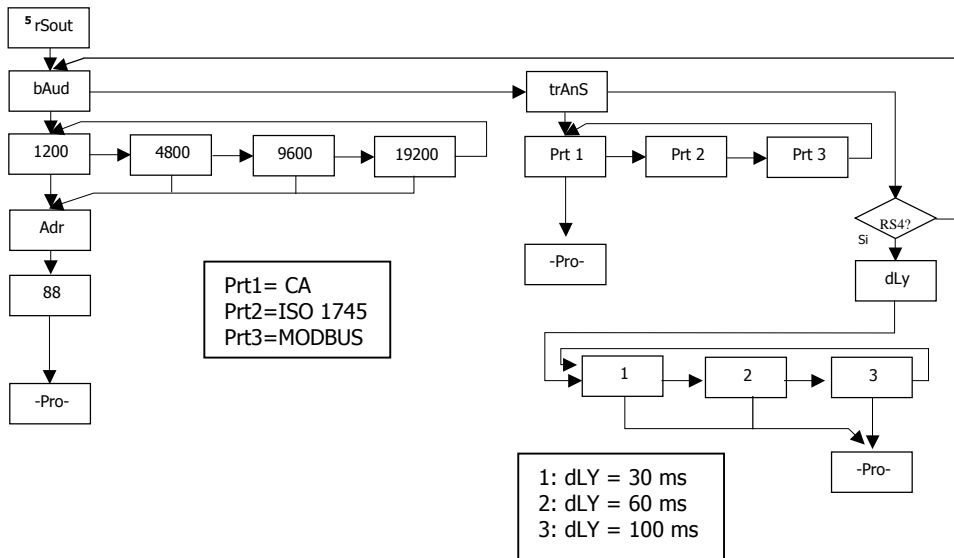 5 rSout
bAud
trAnS
1200
4800
9600
19200
Prt 1
Prt 2
Prt 3
Adr
RS4?
Si
-Pro-
dLy
88
Prt1= CA
Prt2=ISO 1745
Prt3=MODBUS
1
2
3
-Pro-
-Pro-
1: dLY = 30 ms
2: dLY = 60 ms
3: dLY = 100 ms